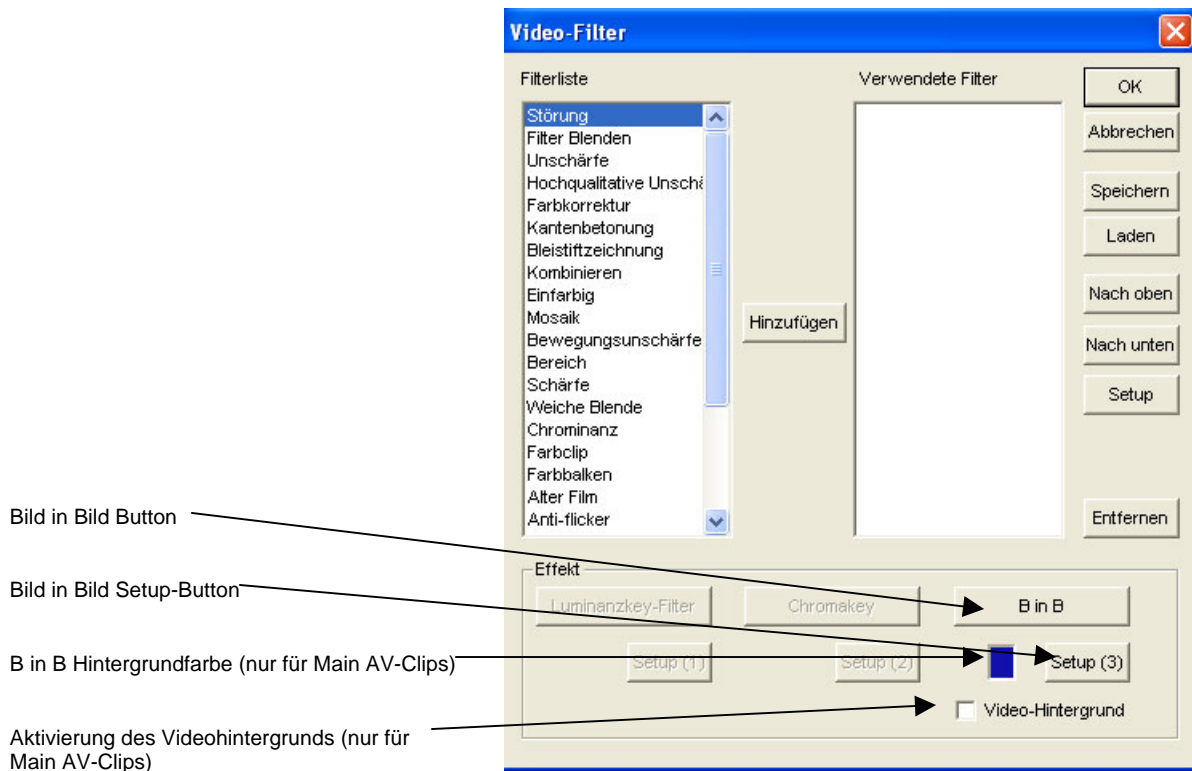 Video-Filter
Filterliste
Verwendete Filter
OK
Störung
Filter Blenden
Abbrechen
Unschärfe
Hochqualitative Unschä
Speichern
Farbkorrektur
Kantenbetonung
Laden
Bleistiftzeichnung
Kombinieren
Einfarbig
Nach oben
Mosaik
Hinzufügen
Bewegungsunschärfe
Nach unten
Bereich
Schärfe
Setup
Weiche Blende
Chrominanz
Farbclip
Farbbalken
Alter Film
Anti-flicker
Entfernen
Bild in Bild Button
Effekt
Bild in Bild Setup-Button
Luminanzkey-Filter
Chromakey
B in B
B in B Hintergrundfarbe (nur für Main AV-Clips)
Setup (1)
Setup (2)
Setup (3)
Video-Hintergrund
Aktivierung des Videohintergrunds (nur für
Main AV-Clips)